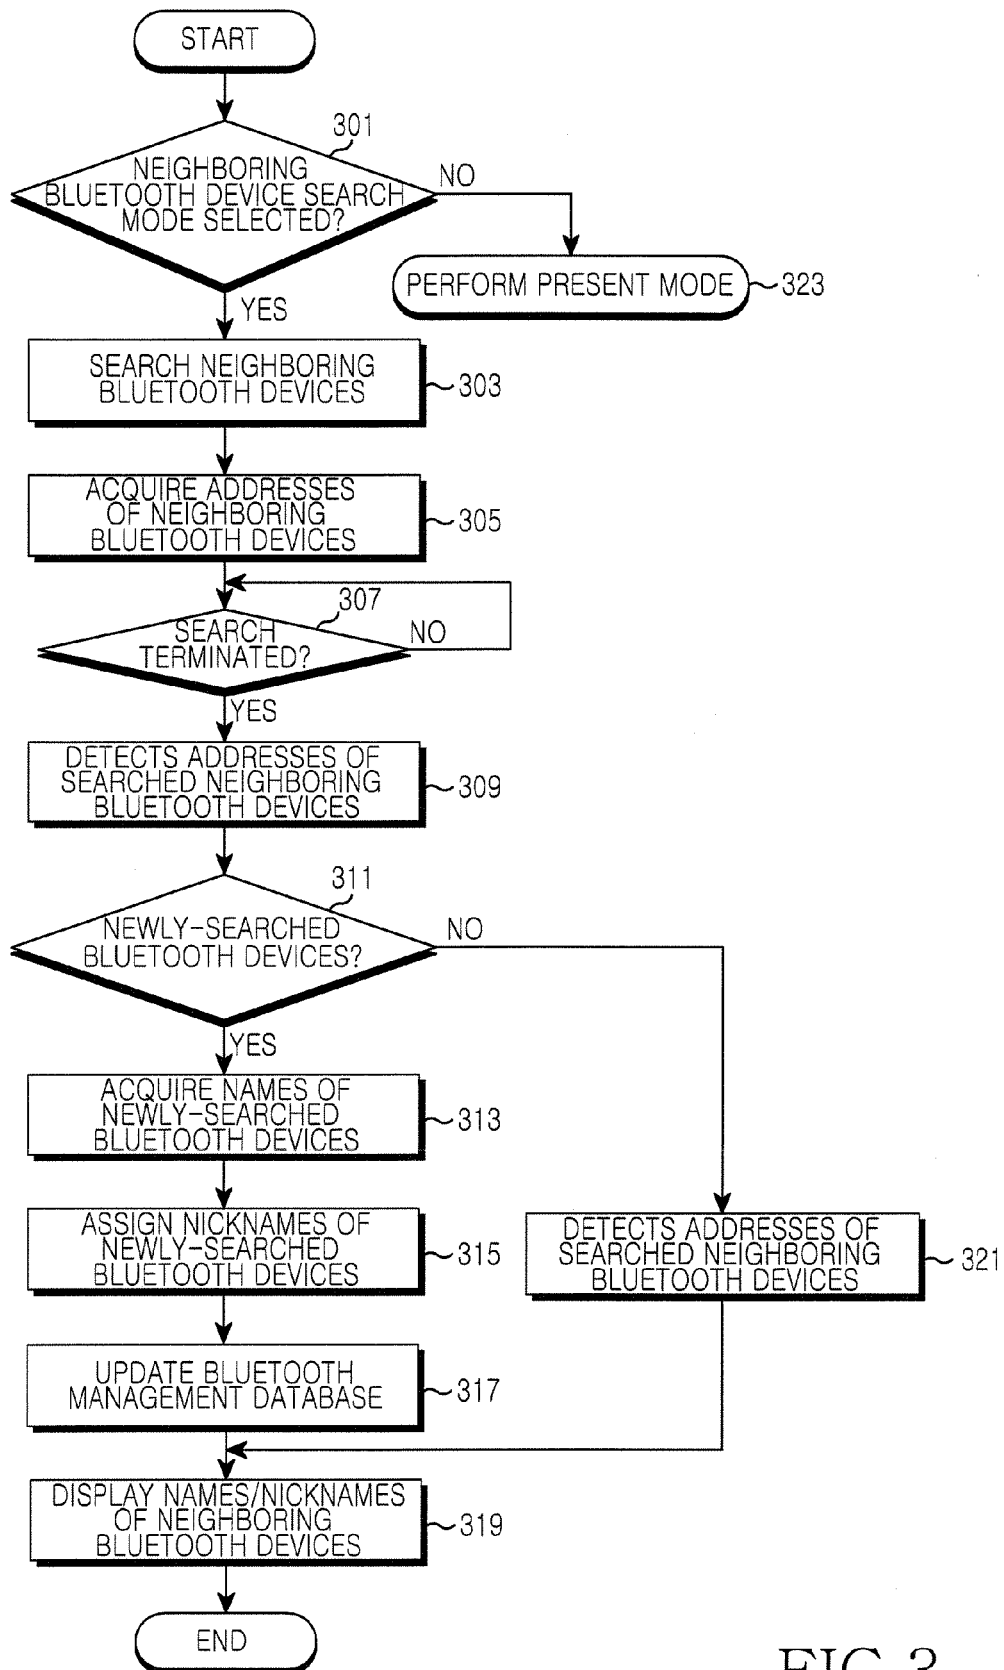 START
301
NEIGHBORING
BLUETOOTH DEVICE SEARCH
MODE SELECTED?
NO
PERFORM PRESENT MODE
323
YES
SEARCH NEIGHBORING
BLUETOOTH DEVICES
303
ACQUIRE ADDRESSES
OF NEIGHBORING
BLUETOOTH DEVICES
305
307
SEARCH
TERMINATED?
NO
YES
DETECTS ADDRESSES OF
SEARCHED NEIGHBORING
BLUETOOTH DEVICES
309
311
NEWLY-SEARCHED
BLUETOOTH DEVICES?
NO
YES
ACQUIRE NAMES OF
NEWLY-SEARCHED
BLUETOOTH DEVICES
313
ASSIGN NICKNAMES OF
NEWLY-SEARCHED
BLUETOOTH DEVICES
315
DETECTS ADDRESSES OF
SEARCHED NEIGHBORING
BLUETOOTH DEVICES
321
UPDATE BLUETOOTH
MANAGEMENT DATABASE
317
DISPLAY NAMES/NICKNAMES
OF NEIGHBORING
BLUETOOTH DEVICES
319
END
FIG.3